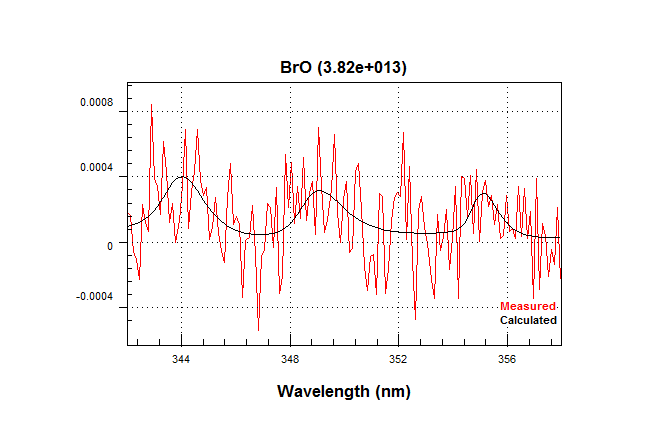 BrO (3.82e+013)
0.0008
0.0004
0
-0.0004
Measured
Calculated
344
348
352
356
Wavelength (nm)